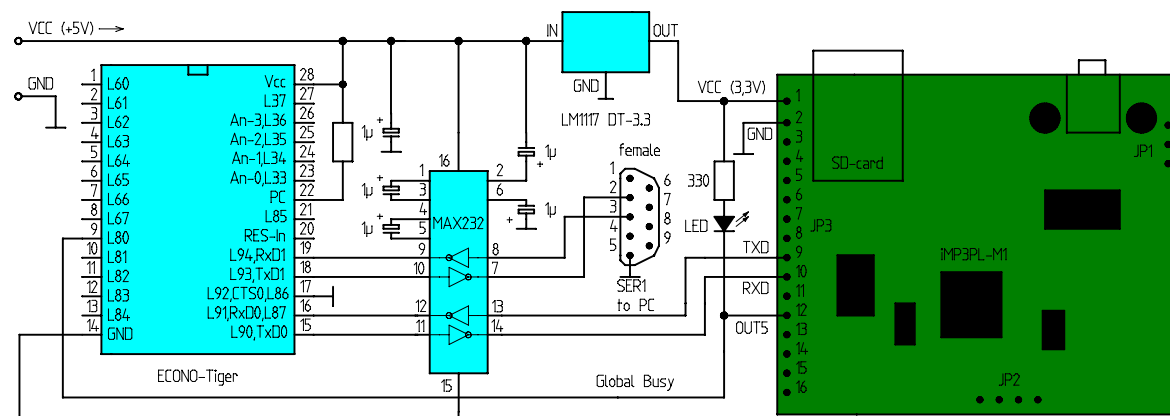 VCC (+5V)
GND
IN
OUT
GND
LM1117 DT-3.3
VCC (3,3V)
GND
1 L60
2 L61
3 L62
4 L63
5 L64
6 L65
7 L66
8 L67
9 L80
10 L81
11 L82
12 L83
13 L84
14 GND
Vcc 28
L37 27
An-3,L36 26
An-2,L35 25
An-1,L34 24
An-0,L33 23
PC 22
L85 21
RES-In 20
L94,RxD1 19
L93,TxD1 18
L92,CTS0,L86 17
L91,RxD0,L87 16
L90,TxD0 15
ECONO-Tiger
+
1µ
+
1µ
+
1µ
+
1µ
+
1µ
16
1
3
4
5
9
10
12
11
MAX232
2
6
8
7
13
14
15
female
1
2
3
4
5
6
7
8
9
SER1
to PC
330
LED
TXD
RXD
OUT5
Global Busy
1
2
3
4
5
6
7
8
9
10
11
12
13
14
15
16
JP3
SD-card
JP1
iMP3PL-M1
JP2